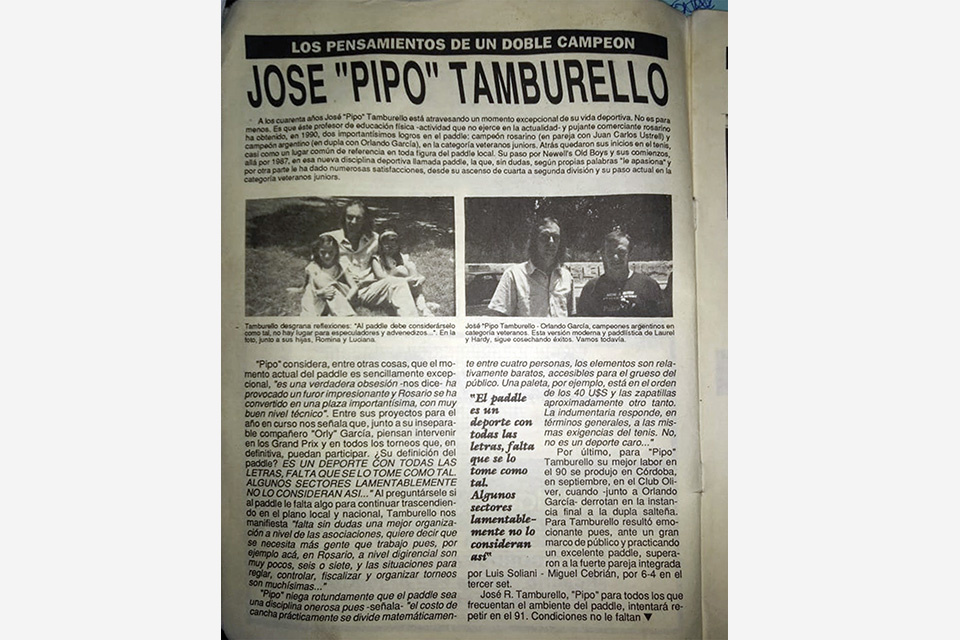 LOS PENSAMIENTOS DE UN DOBLE CAMPEON
JOSE "PIPO" TAMBURELLO
A los cuarenta años José "Pipo" Tamburello está atravesando un momento excepcional de su vida deportiva. No es para
menos. Es que éste profesor de educación física -actividad que no ejerce en la actualidad- y pujante comerciante rosarino
ha obtenido, en 1990, dos importantísimos logros en el paddle; campeón rosarino (en pareja con Juan Carlos Ustrell) y
campeón argentino (en dupla con Orlando García), en la categoría veteranos juniors. Atrás quedaron sus inicios en el tenis,
casi como un lugar común de referencia en toda figura del paddle local. Su paso por Newell's Old Boys y sus comienzos,
allá por 1987, en esa nueva disciplina deportiva llamada paddle, la que, sin dudas, según propias palabras "le apasiona" y
por otra parte le ha dado numerosas satisfacciones, desde su ascenso de cuarta a segunda división y su paso actual en la
categoría veteranos juniors.
Tamburello desgrana reflexiones: "Al paddle debe considerárselo
como tal, no hay lugar para especuladores y advenedizos...". En la
foto, junto a sus hijas, Romina y Luciana.
José "Pipo Tamburello - Orlando García, campeones argentinos en
categoría veteranos. Esta versión moderna y paddlística de Laurel
y Hardy, sigue cosechando éxitos. Vamos todavía.
"Pipo" considera, entre otras cosas, que el mo-
mento actual del paddle es sencillamente excep-
cional, "es una verdadera obsesión -nos dice- ha
provocado un furor impresionante y Rosario se ha
convertido en una plaza importantísima, con muy
buen nivel técnico". Entre sus proyectos para el
año en curso nos señala que, junto a su insepara-
ble compañero "Orly" García, piensan intervenir
en los Grand Prix y en todos los torneos que, en
definitiva, puedan participar. ¿Su definición del
paddle? ES UN DEPORTE CON TODAS LAS
LETRAS, FALTA QUE SE LO TOME COMO TAL.
ALGUNOS SECTORES LAMENTABLEMENTE
NO LO CONSIDERAN ASI..." Al preguntársele si
al paddle le falta algo para continuar trascendien-
do en el plano local y nacional, Tamburello nos
manifiesta "falta sin dudas una mejor organiza-
ción a nivel de las asociaciones, quiere decir que
se necesita más gente que trabajo pues, por
ejemplo acá, en Rosario, a nivel digirencial son
muy pocos, seis o siete, y las situaciones para
reglar, controlar, fiscalizar y organizar torneos
son muchísimas..."
"Pipo" niega rotundamente que el paddle sea
una disciplina onerosa pues -señala- "el costo de
cancha prácticamente se divide matemáticamen-
te entre cuatro personas, los elementos son rela-
tivamente baratos, accesibles para el grueso del
público. Una paleta, por ejemplo, está en el orden
de los 40 U$S y las zapatillas
aproximadamente otro tanto.
La indumentaria responde, en
términos generales, a las mis-
mas exigencias del tenis. No,
no es un deporte caro..."
"El paddle
es un
deporte con
todas las
letras, falta
que se lo
tome como
tal.
Algunos
sectores
lamentable-
mente no lo
consideran
así"
Por último, para "Pipo"
Tamburello su mejor labor en
el 90 se produjo en Córdoba,
en septiembre, en el Club Oli-
ver, cuando -junto a Orlando
García- derrotan en la instan-
cia final a la dupla salteña.
Para Tamburello resultó emo-
cionante pues, ante un gran
marco de público y practicando
un excelente paddle, supera-
ron a la fuerte pareja integrada
por Luis Soliani - Miguel Cebrián, por 6-4 en el
tercer set.
José R. Tamburello, "Pipo" para todos los que
frecuentan el ambiente del paddle, intentará re-
petir en el 91. Condiciones no le faltan ▼